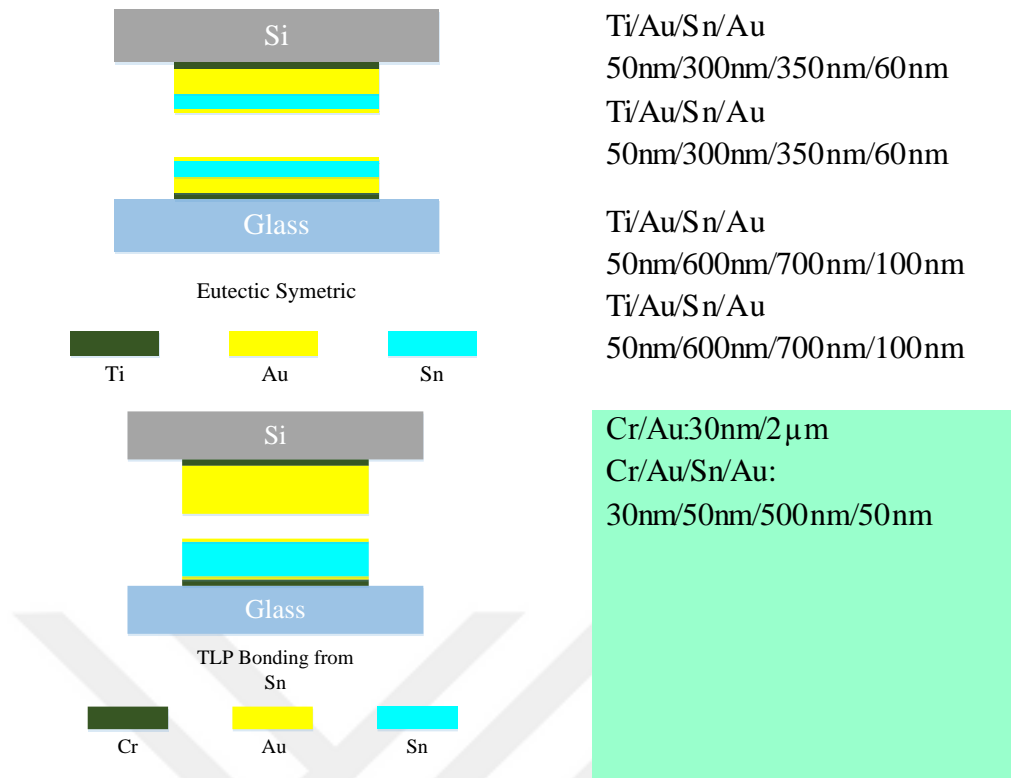 Si
Glass
Eutectic Symetric
Ti
Au
Sn
Ti/Au/Sn/Au
50nm/300nm/350nm/60nm
Ti/Au/Sn/Au
50nm/300nm/350nm/60nm
Ti/Au/Sn/Au
50nm/600nm/700nm/100nm
Ti/Au/Sn/Au
50nm/600nm/700nm/100nm
Si
Glass
TLP Bonding from
Sn
Cr
Au
Sn
Cr/Au:30nm/2µm
Cr/Au/Sn/Au:
30nm/50nm/500nm/50nm